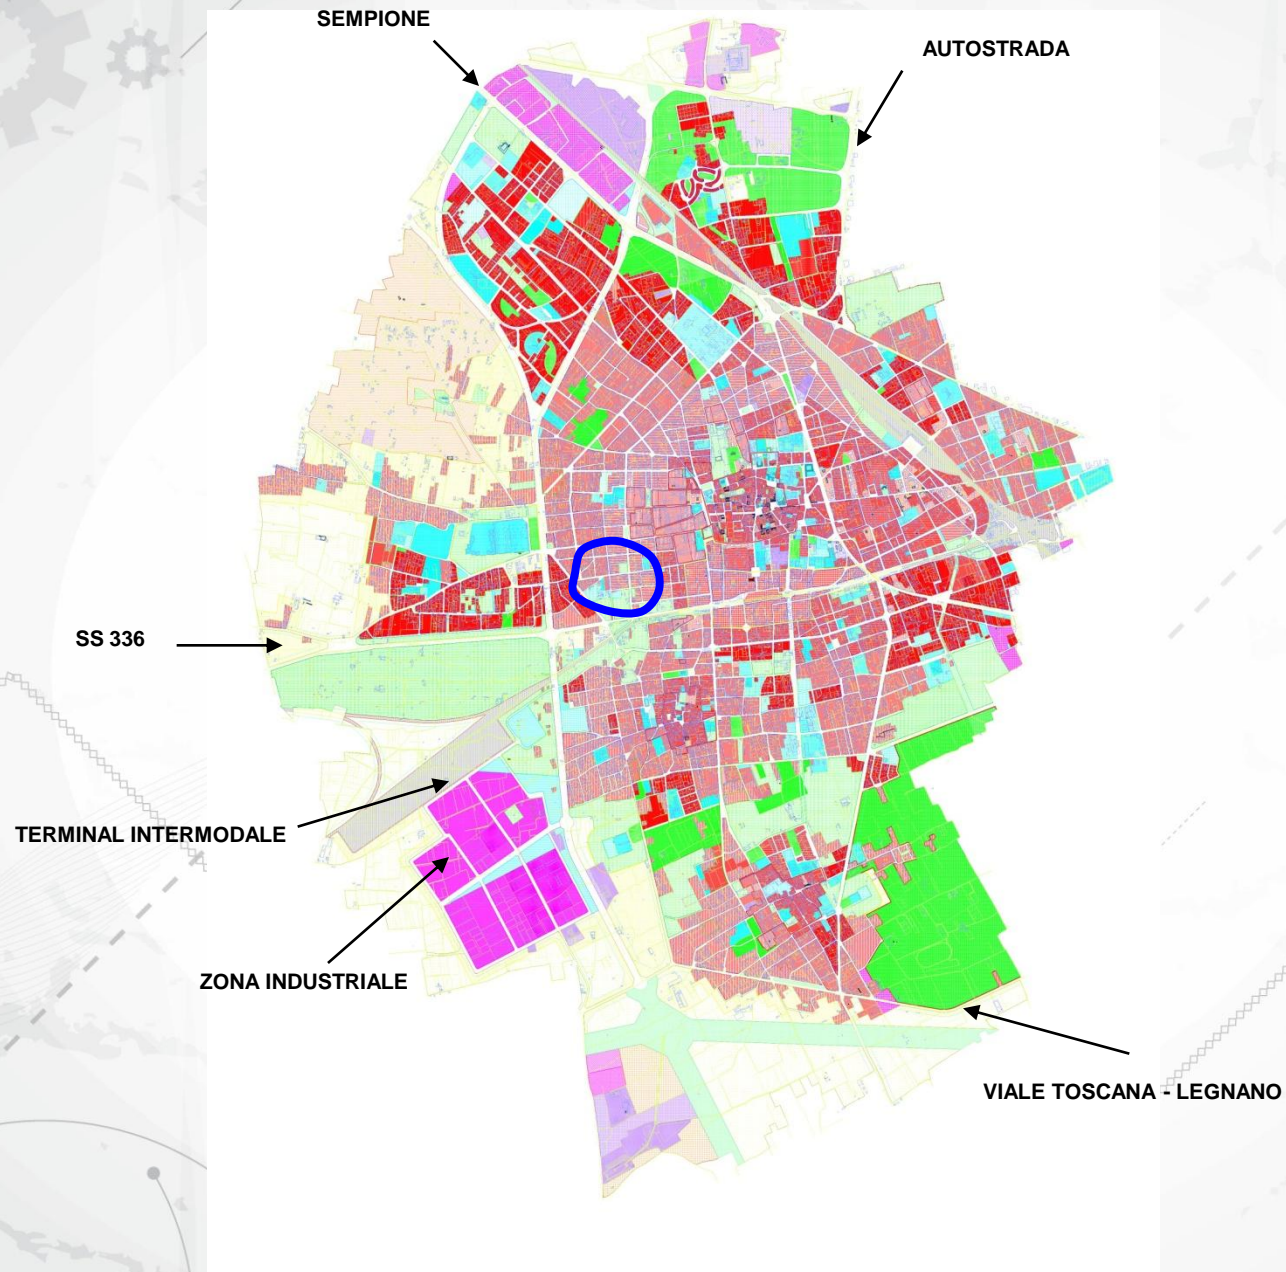 SEMPIONE
AUTOSTRADA
SS 336
TERMINAL INTERMODALE
ZONA INDUSTRIALE
VIALE TOSCANA - LEGNANO